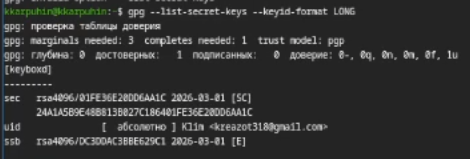 kkarpuhin@kkarpuhin:~$ gpg --list-secret-keys --keyid-format LONG
gpg: проверка таблицы доверия
gpg: marginals needed: 3  completes needed: 1  trust model: pgp
gpg: глубина: 0  достоверных:   1  подписанных:   0  доверие: 0-, 0q, 0n, 0m, 0f, 1u
[keyboxd]
---------
sec   rsa4096/01FE36E20DD6AA1C 2026-03-01 [SC]
      24A1A5B9E48B813B027C186401FE36E20DD6AA1C
uid         [  абсолютно ] Klim <kreazot318@gmail.com>
ssb   rsa4096/DC3DDAC3BBE629C1 2026-03-01 [E]